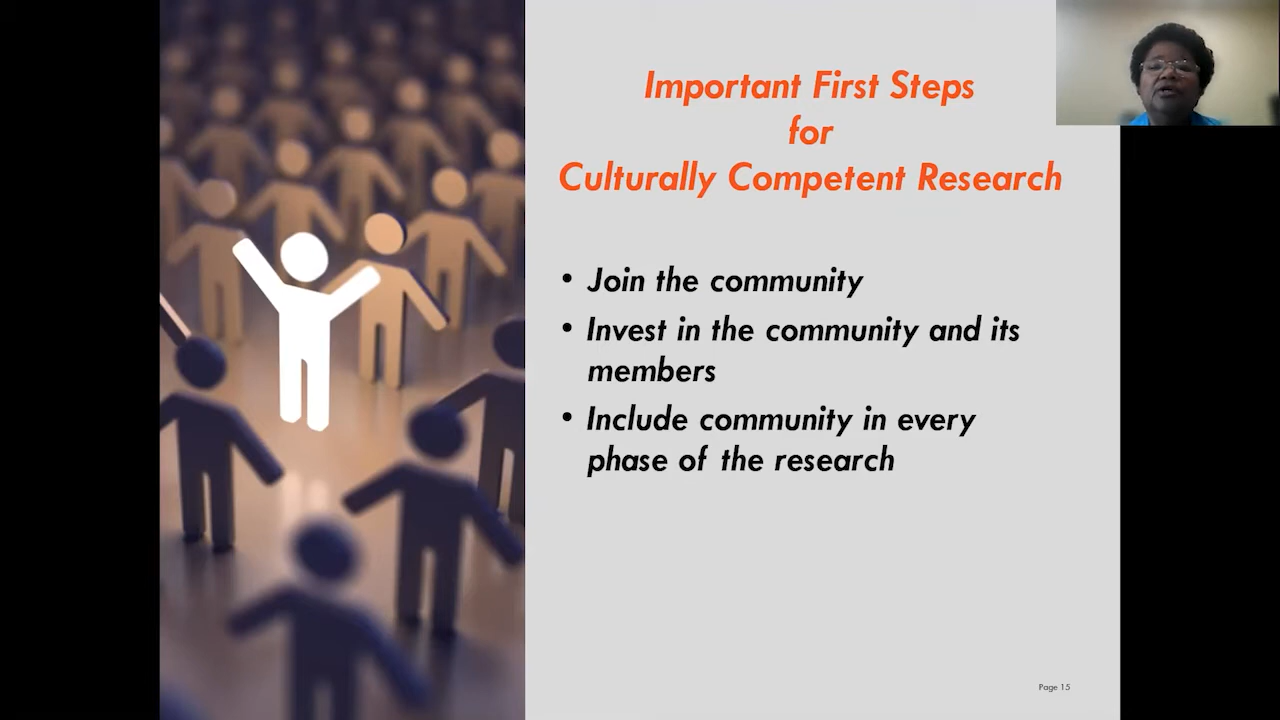 Important First Steps
for
Culturally Competent Research
• Join the community
• Invest in the community and its
members
• Include community in every
phase of the research
Page 15